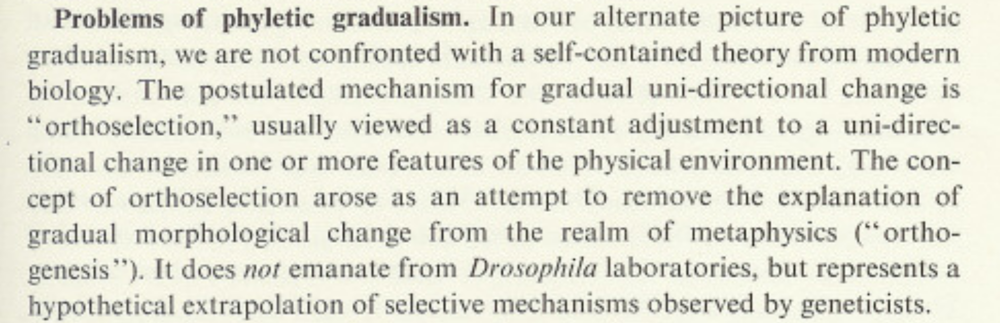 Problems of phyletic gradualism. In our alternate picture of phyletic
gradualism, we are not confronted with a self-contained theory from modern
biology. The postulated mechanism for gradual uni-directional change is
“orthoselection,” usually viewed as a constant adjustment to a uni-direc-
tional change in one or more features of the physical environment. The con-
cept of orthoselection arose as an attempt to remove the explanation of
gradual morphological change from the realm of metaphysics (“ortho-
genesis”). It does not emanate from Drosophila laboratories, but represents a
hypothetical extrapolation of selective mechanisms observed by geneticists.